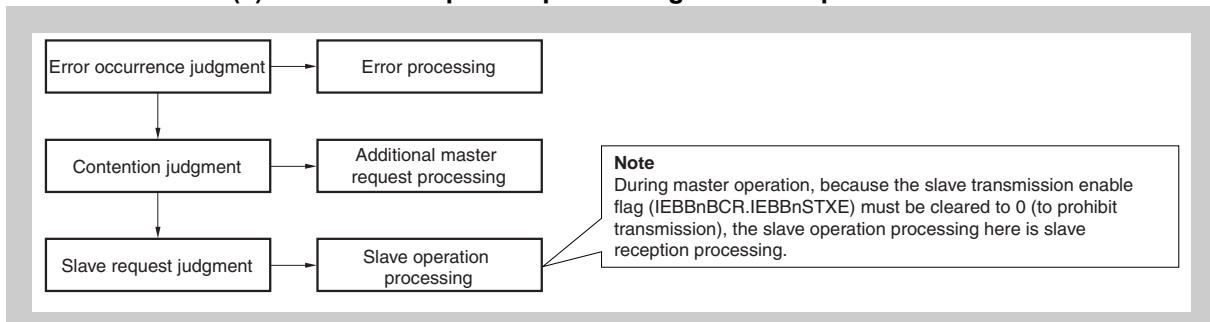 Error occurrence judgment
Error processing
Contention judgment
Additional master
request processing
Note
During master operation, because the slave transmission enable
flag (IEBBnBCR.IEBBnSTXE) must be cleared to 0 (to prohibit
transmission), the slave operation processing here is slave
reception processing.
Slave request judgment
Slave operation
processing